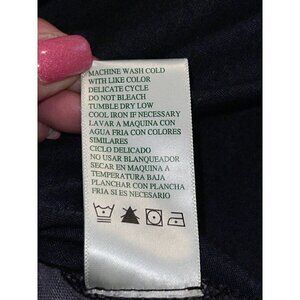 MACHINE WASH COLD
WITH LIKE COLOR
DELICATE CYCLE
DO NOT BLEACH
TUMBLE DRY LOW
COOL IRON IF NECESSARY
LAVAR A MAQUINA CON
AGUA FRIA CON COLORES
SIMILARES
CICLO DELICADO
NO USAR BLANQUEADOR
SECAR EN MAQUINA A
TEMPERATURA BAJA
PLANCHAR CON PLANCHA
FRIA SI ES NECESARIO